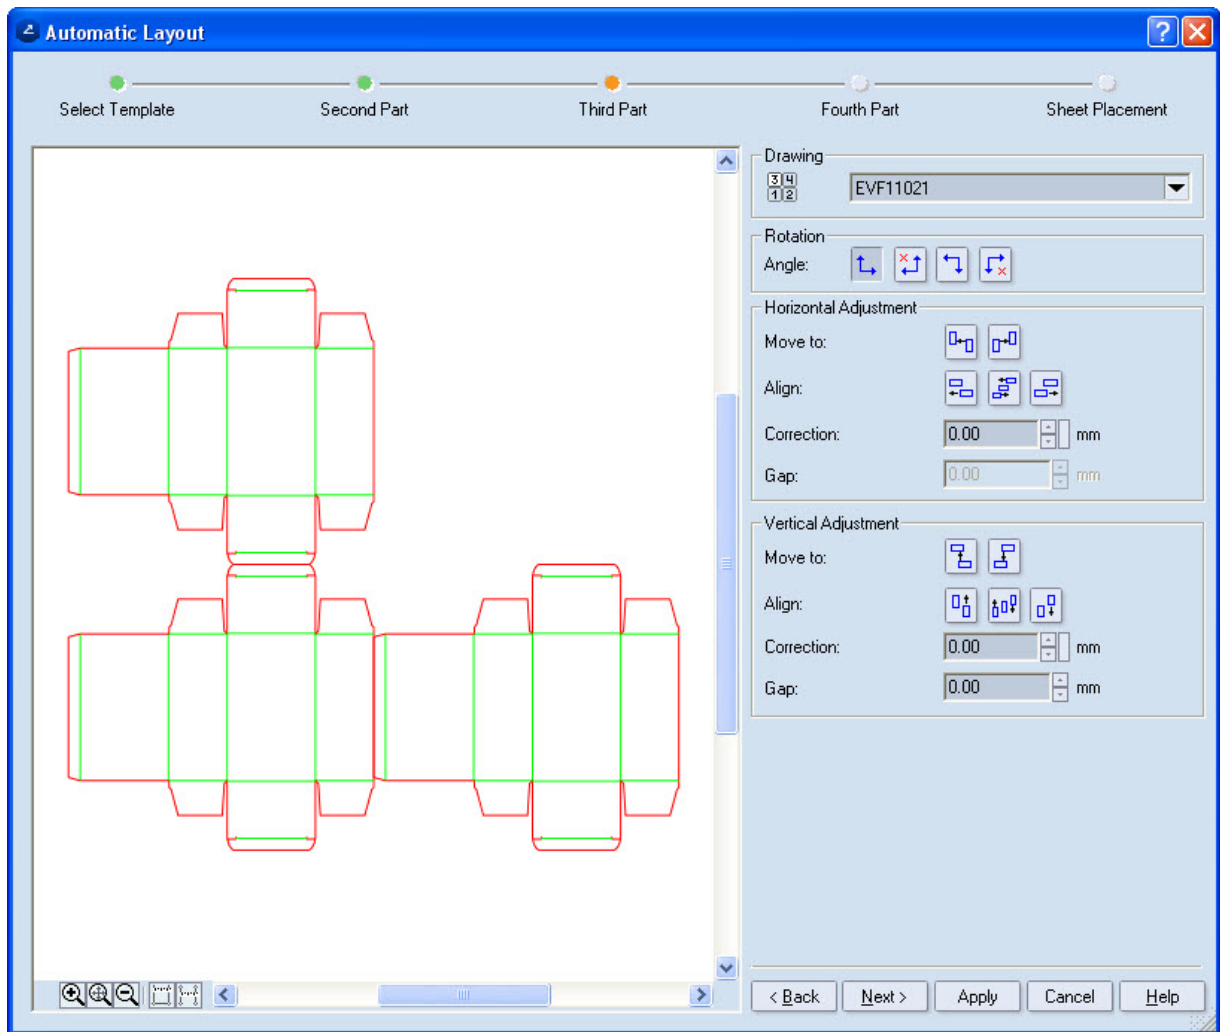 Automatic Layout
Select Template
Second Part
Third Part
Fourth Part
Sheet Placement
Drawing
3 4
1 2
EVF11021
Rotation
Angle:
Horizontal Adjustment
Move to:
Align:
Correction: 0.00 mm
Gap: 0.00 mm
Vertical Adjustment
Move to:
Align:
Correction: 0.00 mm
Gap: 0.00 mm
< Back
Next >
Apply
Cancel
Help